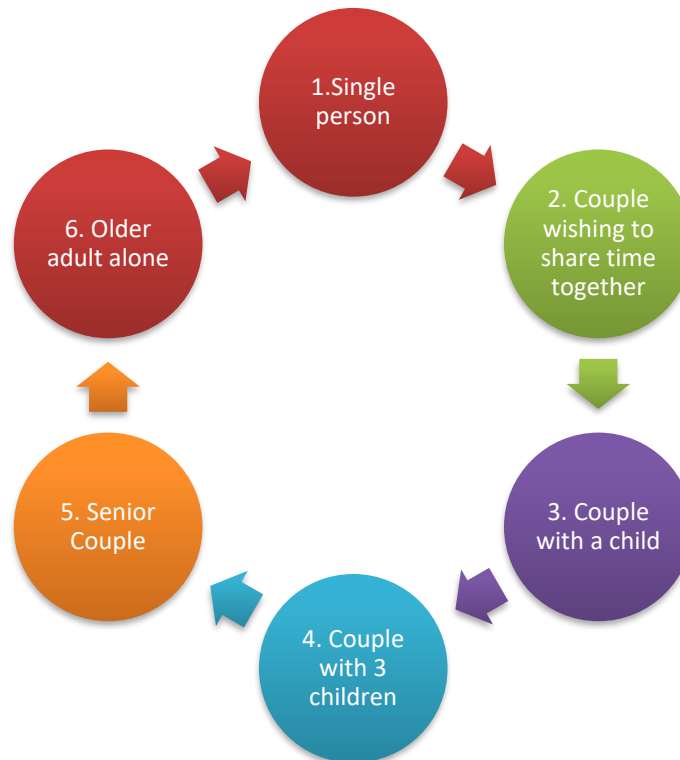 1.Single
person
2. Couple
wishing to
share time
together
3. Couple
with a child
4. Couple
with 3
children
5. Senior
Couple
6. Older
adult alone